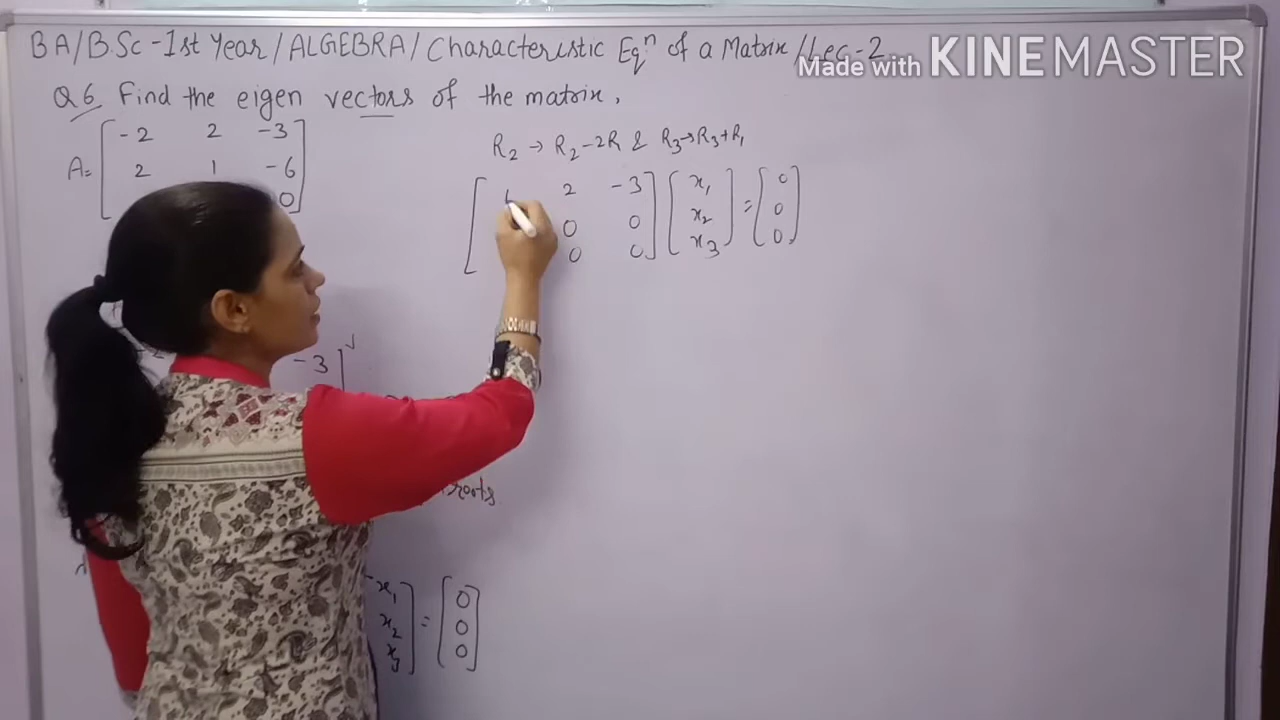 BA/B.Sc-1st Year/ALGEBRA/Characteristic Eqⁿ of a Matrix/Lec-2
Made with KINEMASTER
Q6 Find the eigen vectors of the matrix,
A= [-2 2 -3]
2 1 -6
0
R₂ → R₂-2R & R₃→R₃+R₁
[1 2 -3] [x₁] = [0]
0 0 x₂ 0
0 0 x₃ 0
-3
roots
x₁ = 0
x₂ 0
x₃ 0